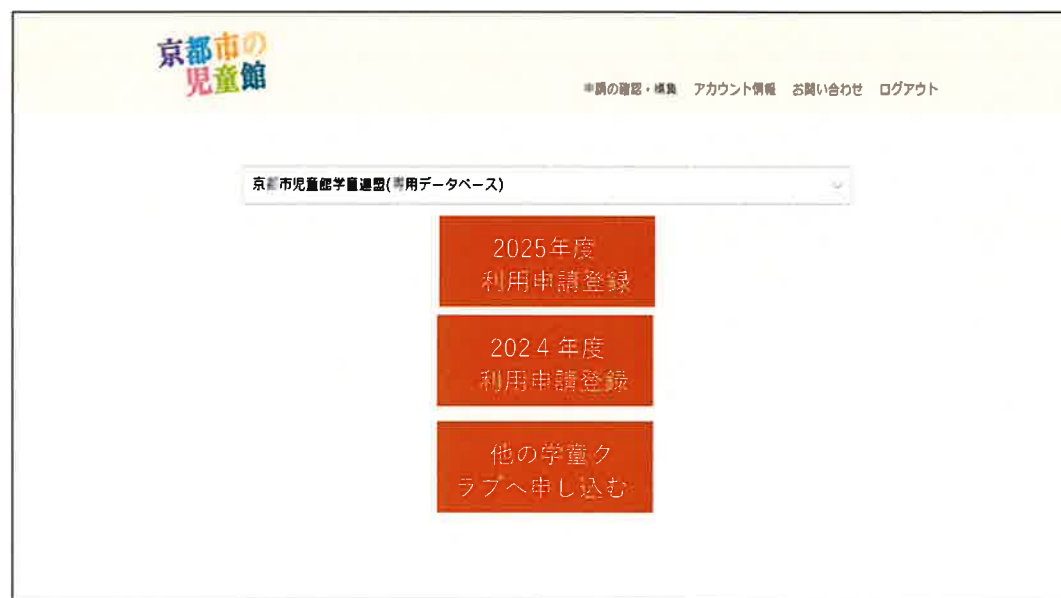 京都市の
児童館
申請の確認・編集 アカウント情報 お問い合わせ ログアウト
京都市児童館学童連盟(専用データベース)
2025年度
利用申請登録
2024年度
利用申請登録
他の学童ク
ラブへ申し込む